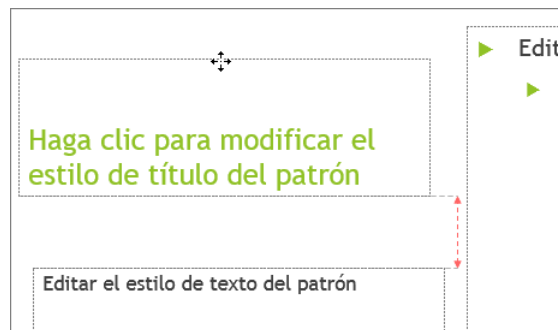 Haga clic para modificar el
estilo de título del patrón
Editar el estilo de texto del patrón